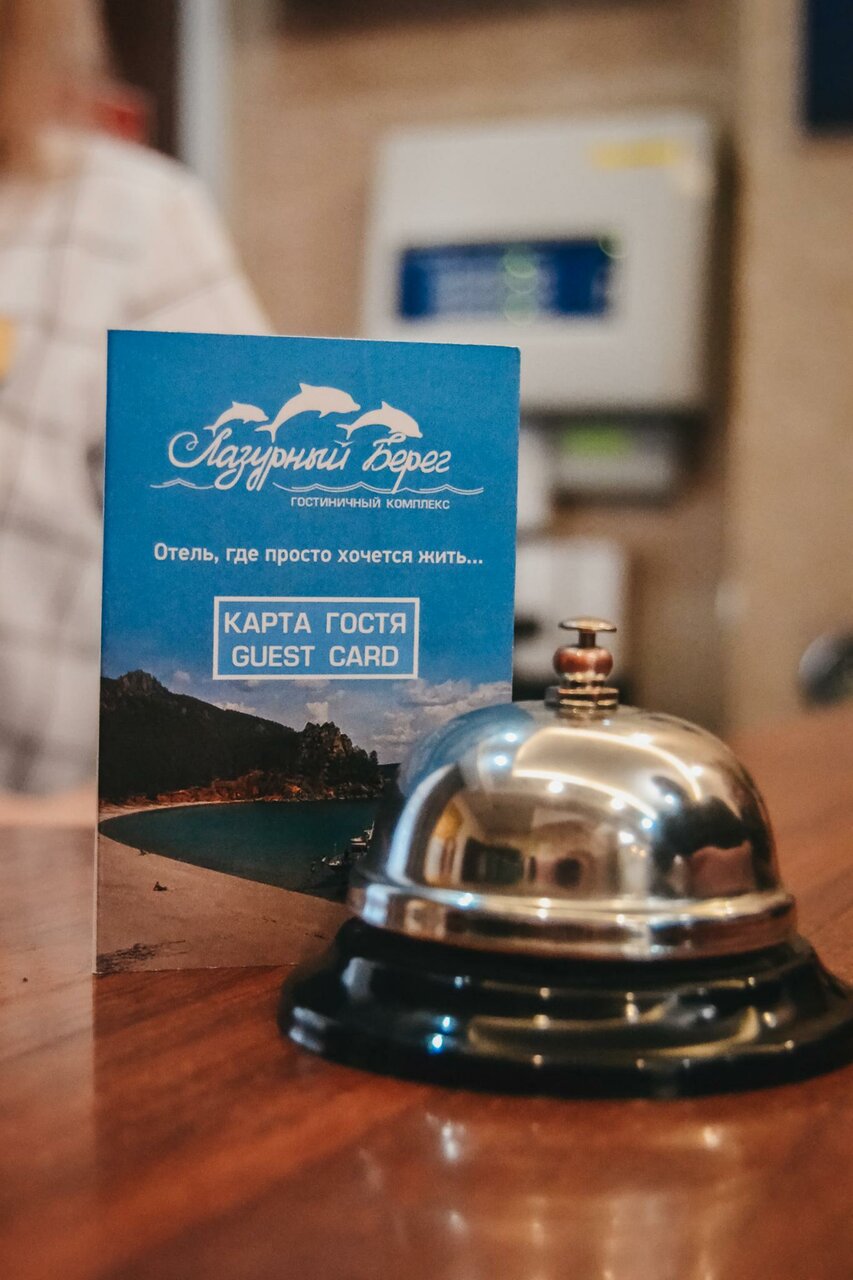 Лазурный Берег
ГОСТИНИЧНЫЙ КОМПЛЕКС
Отель, где просто хочется жить...
КАРТА ГОСТЯ
GUEST CARD